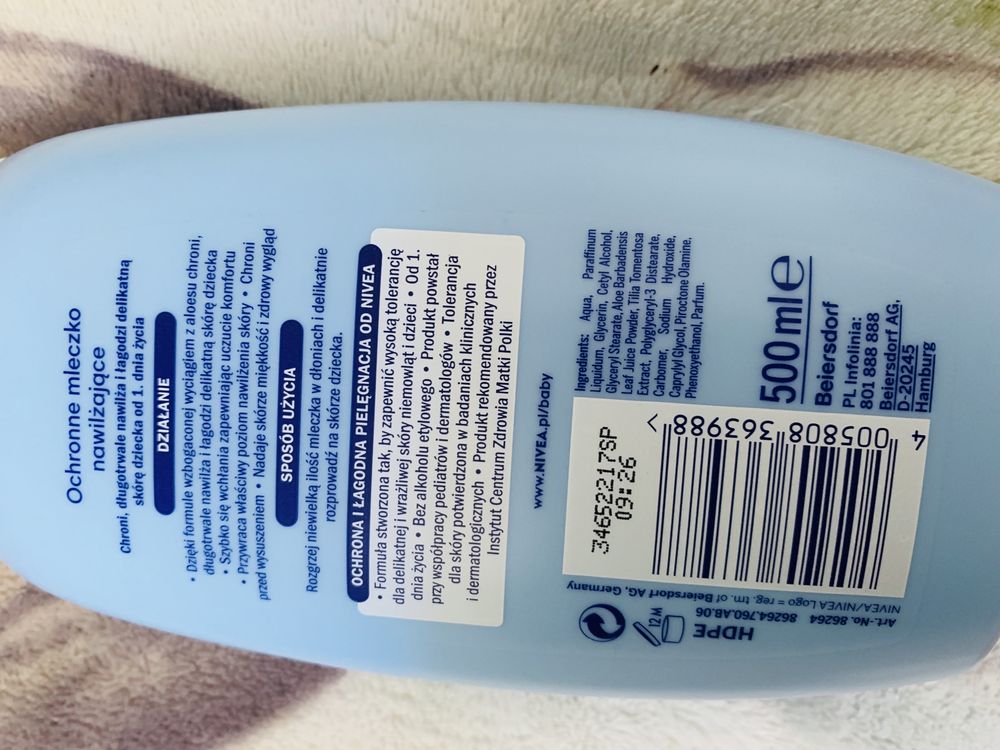 Ochronne mleczko
nawilżające
Chroni, długotrwale nawilża i łagodzi delikatną
skórę dziecka od 1. dnia życia
DZIAŁANIE
• Dzięki formule wzbogaconej wyciągiem z aloesu chroni,
długotrwale nawilża i łagodzi delikatną skórę dziecka
• Szybko się wchłania zapewniając uczucie komfortu
• Przywraca właściwy poziom nawilżenia skóry • Chroni
przed wysuszeniem • Nadaje skórze miękkość i zdrowy wygląd
SPOSÓB UŻYCIA
Rozgrzej niewielką ilość mleczka w dłoniach i delikatnie
rozprowadź na skórze dziecka.
OCHRONA I ŁAGODNA PIELĘGNACJA OD NIVEA
• Formuła stworzona tak, by zapewnić wysoką tolerancję
dla delikatnej i wrażliwej skóry niemowląt i dzieci • Od 1.
dnia życia • Bez alkoholu etylowego • Produkt powstał
przy współpracy pediatrów i dermatologów • Tolerancja
dla skóry potwierdzona w badaniach klinicznych
i dermatologicznych • Produkt rekomendowany przez
Instytut Centrum Zdrowia Matki Polki
www.NIVEA.pl/baby
Ingredients: Aqua, Paraffinum
Liquidum, Glycerin, Cetyl Alcohol,
Glyceryl Stearate, Aloe Barbadensis
Leaf Juice Powder, Tilia Tomentosa
Extract, Polyglyceryl-3 Distearate,
Carbomer, Sodium Hydroxide,
Caprylyl Glycol, Piroctone Olamine,
Phenoxyethanol, Parfum.
500 ml e
Beiersdorf
PL Infolinia:
801 888 888
Beiersdorf AG,
D-20245
Hamburg
34652217SP
09:26
4 005808 363988 >
12M
HDPE
Art.-No. 86264 86264.760.AB.06
NIVEA/NIVEA Logo = reg. tm. of Beiersdorf AG, Germany